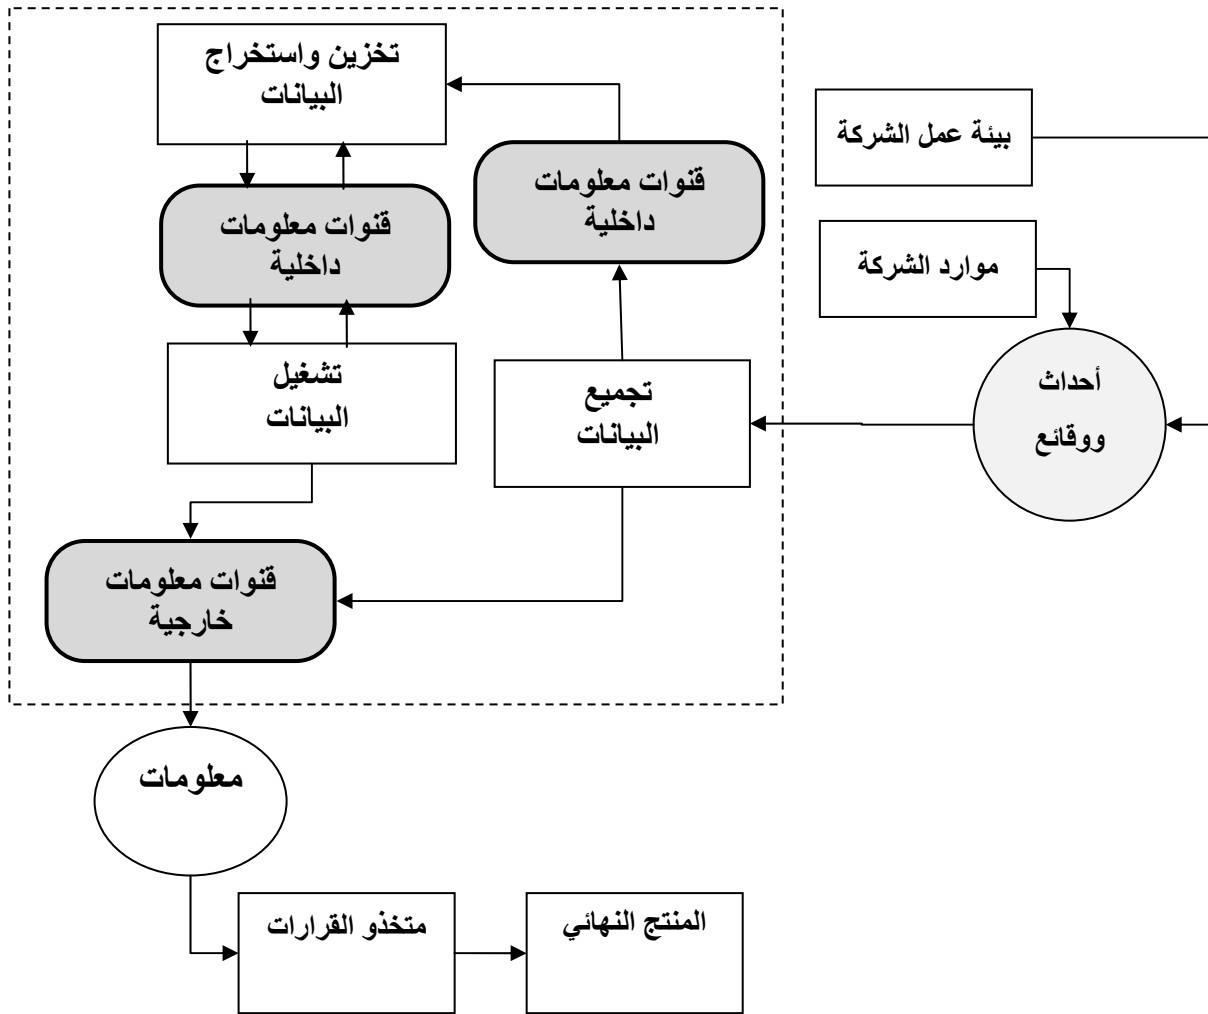 تخزين واستخراج
البيانات
بيئة عمل الشركة
قنوات معلومات
داخلية
قنوات معلومات
داخلية
موارد الشركة
تشغيل
البيانات
تجميع
البيانات
أحداث
ووقائع
قنوات معلومات
خارجية
معلومات
متخذو القرارات
المنتج النهائي